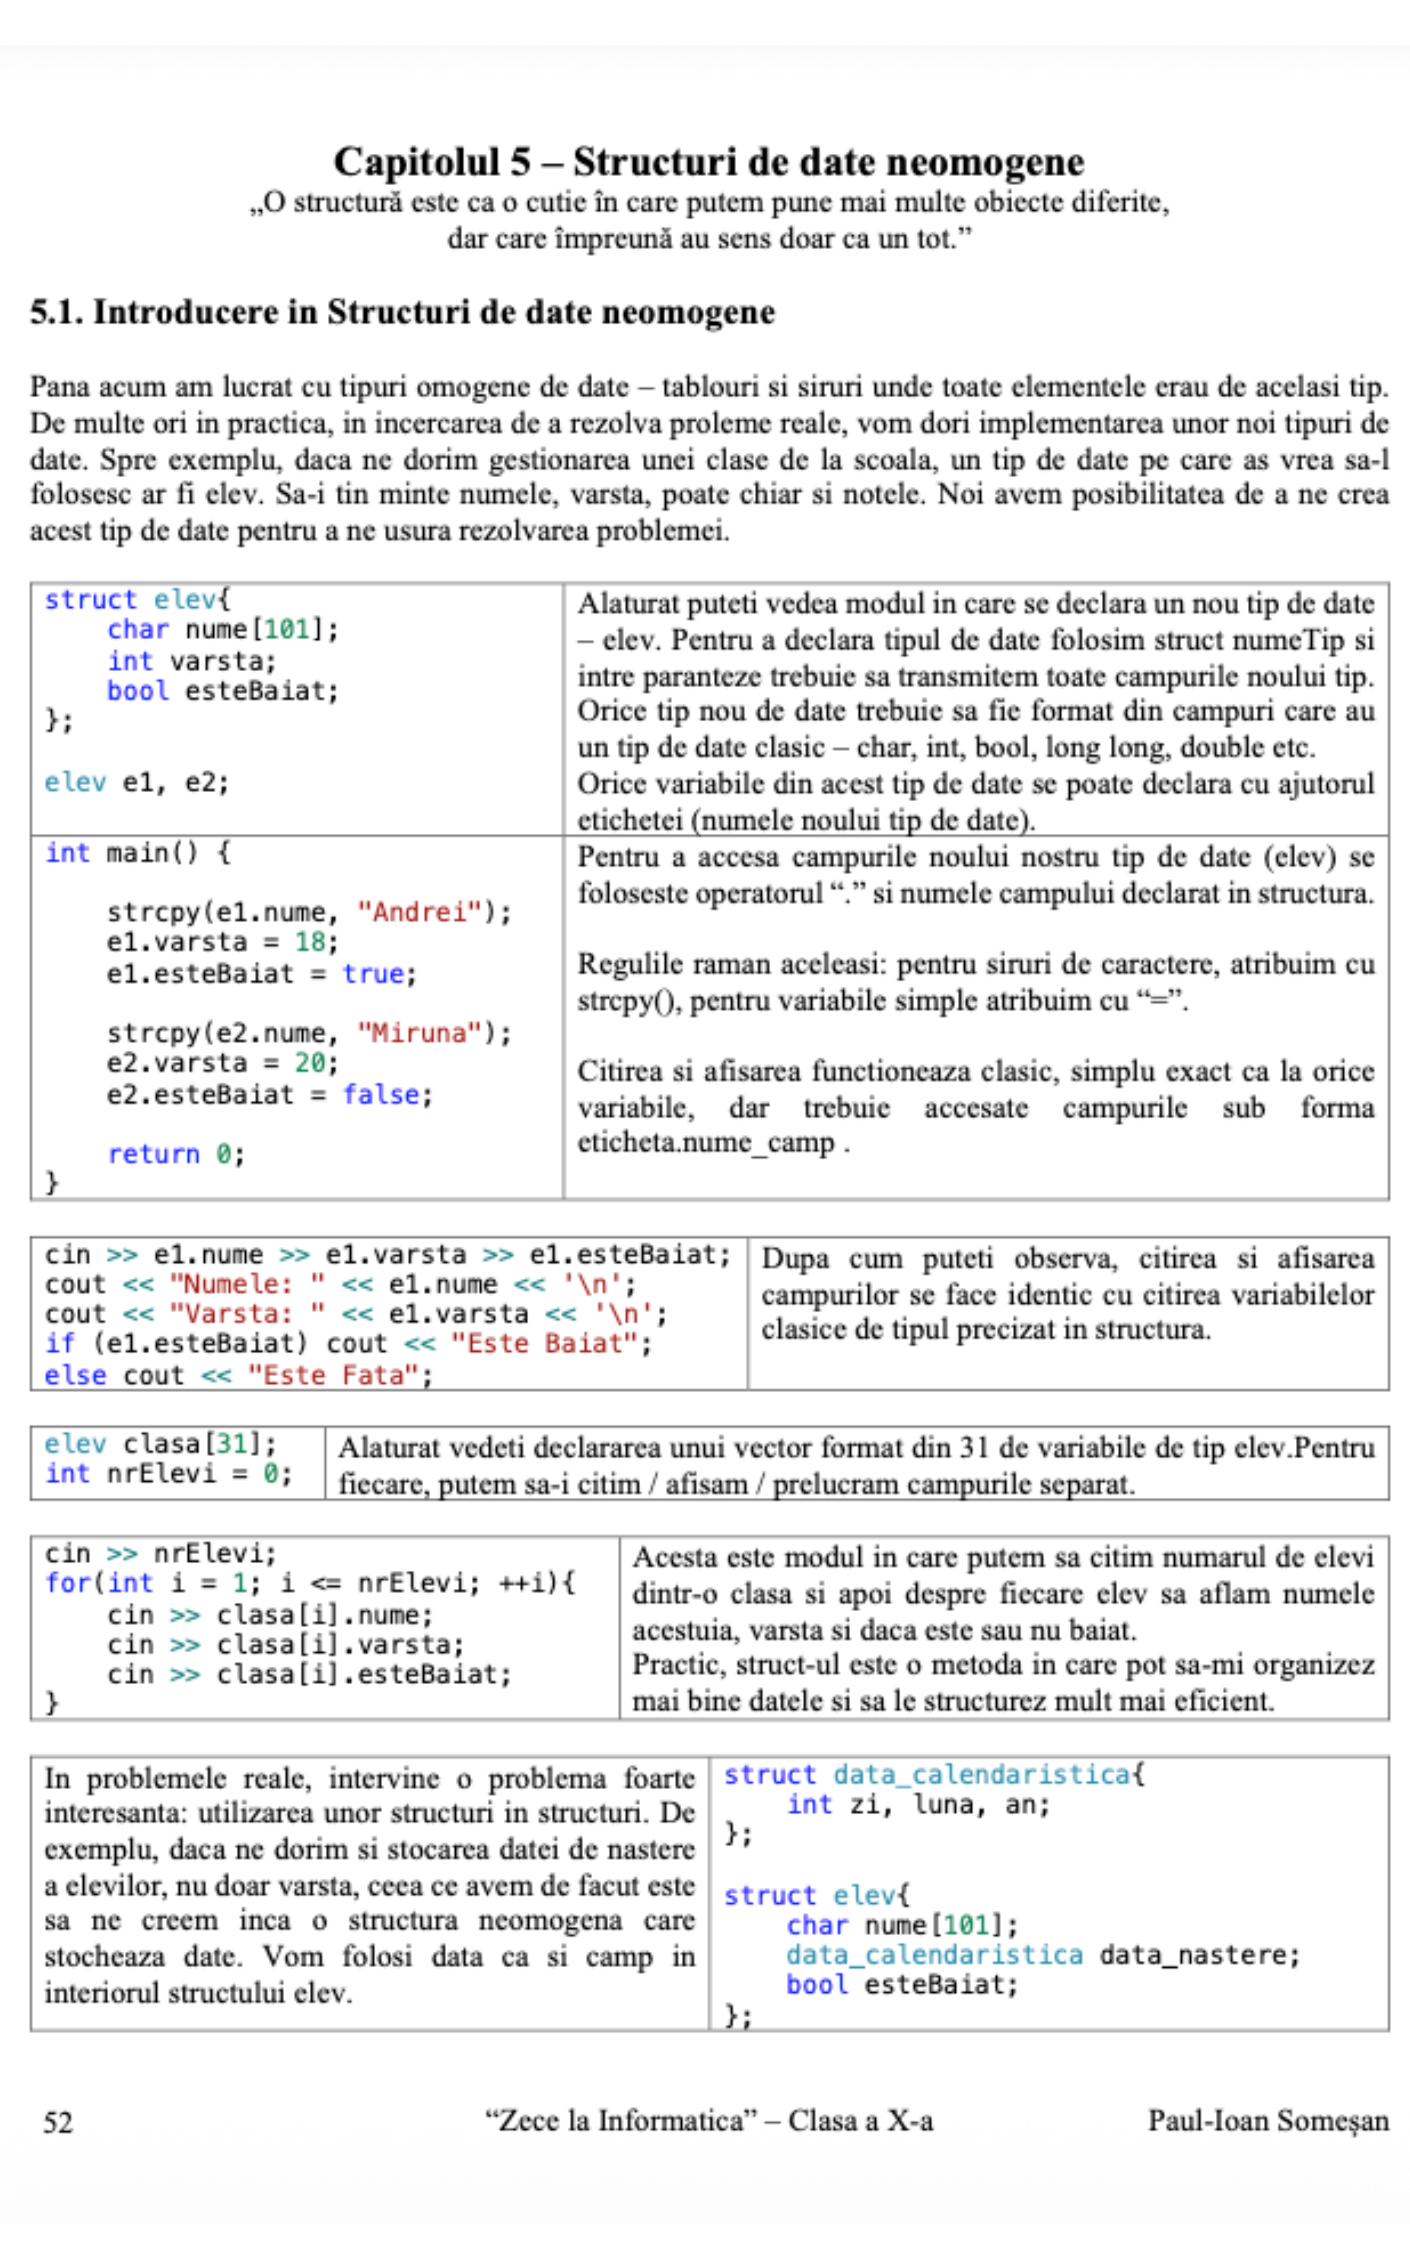 Capitolul 5 – Structuri de date neomogene
„O structură este ca o cutie în care putem pune mai multe obiecte diferite,
dar care împreună au sens doar ca un tot.”
5.1. Introducere in Structuri de date neomogene
Pana acum am lucrat cu tipuri omogene de date – tablouri si siruri unde toate elementele erau de acelasi tip.
De multe ori in practica, in incercarea de a rezolva proleme reale, vom dori implementarea unor noi tipuri de
date. Spre exemplu, daca ne dorim gestionarea unei clase de la scoala, un tip de date pe care as vrea sa-l
folosesc ar fi elev. Sa-i tin minte numele, varsta, poate chiar si notele. Noi avem posibilitatea de a ne crea
acest tip de date pentru a ne usura rezolvarea problemei.
struct elev{
    char nume[101];
    int varsta;
    bool esteBaiat;
};
elev e1, e2;
Alaturat puteti vedea modul in care se declara un nou tip de date
– elev. Pentru a declara tipul de date folosim struct numeTip si
intre paranteze trebuie sa transmitem toate campurile noului tip.
Orice tip nou de date trebuie sa fie format din campuri care au
un tip de date clasic – char, int, bool, long long, double etc.
Orice variabile din acest tip de date se poate declara cu ajutorul
etichetei (numele noului tip de date).
int main() {
    strcpy(e1.nume, "Andrei");
    e1.varsta = 18;
    e1.esteBaiat = true;
    strcpy(e2.nume, "Miruna");
    e2.varsta = 20;
    e2.esteBaiat = false;
    return 0;
}
Pentru a accesa campurile noului nostru tip de date (elev) se
foloseste operatorul “.” si numele campului declarat in structura.
Regulile raman aceleasi: pentru siruri de caractere, atribuim cu
strcpy(), pentru variabile simple atribuim cu “=”.
Citirea si afisarea functioneaza clasic, simplu exact ca la orice
variabile, dar trebuie accesate campurile sub forma
eticheta.nume_camp .
cin >> e1.nume >> e1.varsta >> e1.esteBaiat;
cout << "Numele: " << e1.nume << '\n';
cout << "Varsta: " << e1.varsta << '\n';
if (e1.esteBaiat) cout << "Este Baiat";
else cout << "Este Fata";
Dupa cum puteti observa, citirea si afisarea
campurilor se face identic cu citirea variabilelor
clasice de tipul precizat in structura.
elev clasa[31];
int nrElevi = 0;
Alaturat vedeti declararea unui vector format din 31 de variabile de tip elev.Pentru
fiecare, putem sa-i citim / afisam / prelucram campurile separat.
cin >> nrElevi;
for(int i = 1; i <= nrElevi; ++i){
    cin >> clasa[i].nume;
    cin >> clasa[i].varsta;
    cin >> clasa[i].esteBaiat;
}
Acesta este modul in care putem sa citim numarul de elevi
dintr-o clasa si apoi despre fiecare elev sa aflam numele
acestuia, varsta si daca este sau nu baiat.
Practic, struct-ul este o metoda in care pot sa-mi organizez
mai bine datele si sa le structurez mult mai eficient.
In problemele reale, intervine o problema foarte
interesanta: utilizarea unor structuri in structuri. De
exemplu, daca ne dorim si stocarea datei de nastere
a elevilor, nu doar varsta, ceea ce avem de facut este
sa ne creem inca o structura neomogena care
stocheaza date. Vom folosi data ca si camp in
interiorul structului elev.
struct data_calendaristica{
    int zi, luna, an;
};
struct elev{
    char nume[101];
    data_calendaristica data_nastere;
    bool esteBaiat;
};
52 “Zece la Informatica” – Clasa a X-a Paul-Ioan Someșan